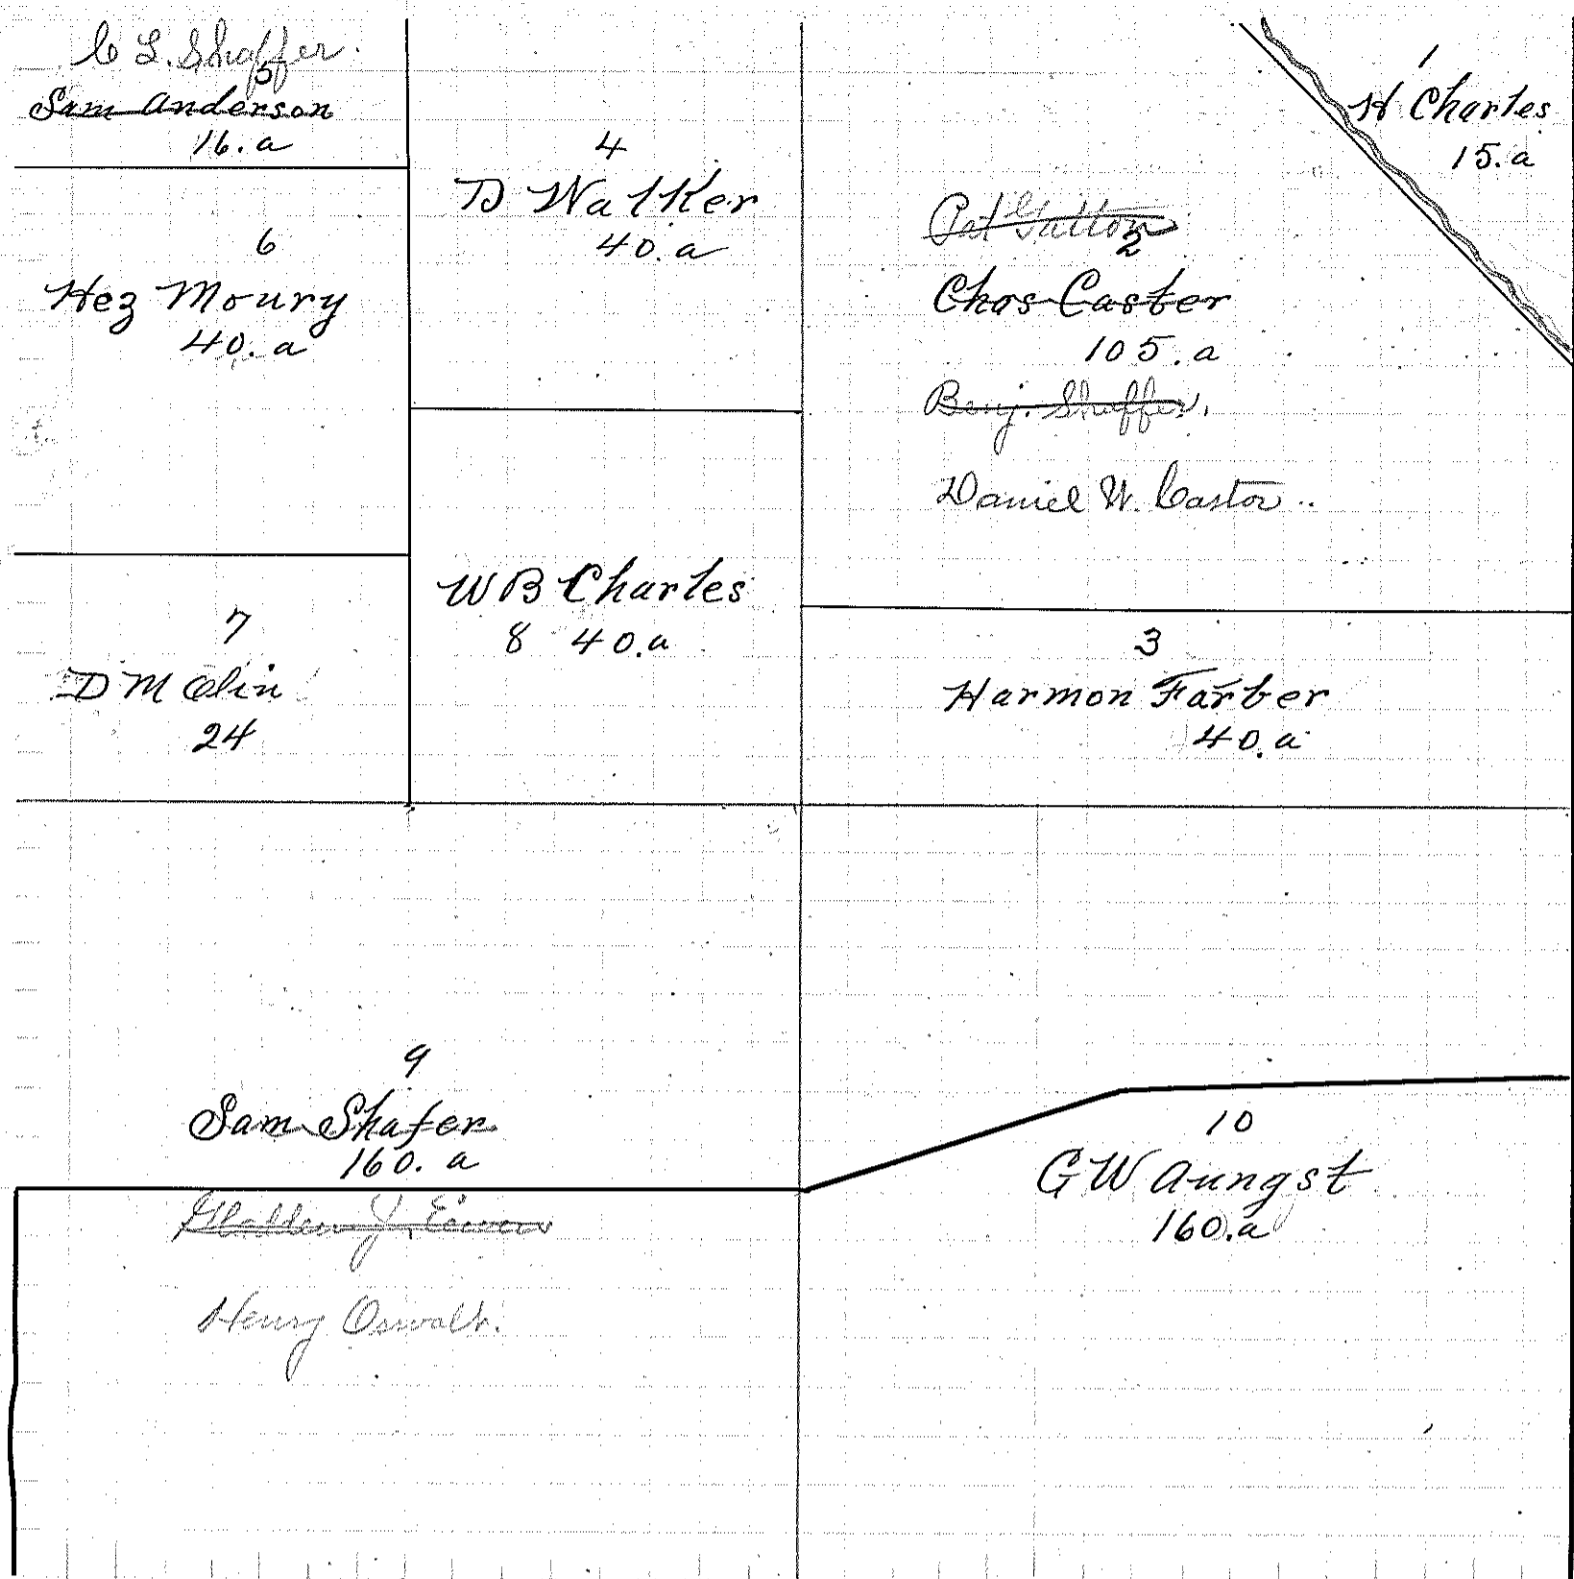 C L. Shaffer.
5
Sam Anderson
16. a
6
Hez Moury
40. a
7
D M Olin
24
4
D Walker
40. a
W B Charles
8 40. a
1
H Charles
15. a
Pat
2
Chas Caster
105. a
Benj. Shaffer.
Daniel W. Castor
3
Harmon Farber
40. a
9
Sam Shafer
160. a
J.
Henry Oswalt.
10
G W Aungst
160. a